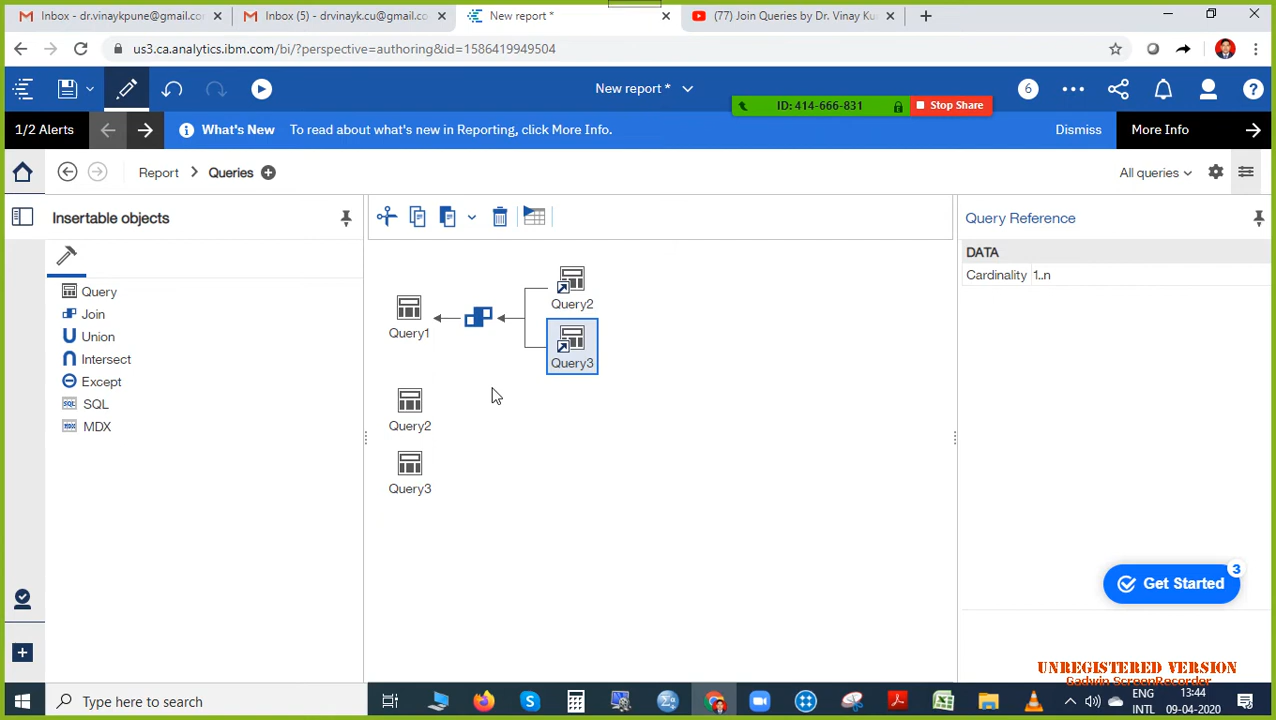 Inbox - dr.vinaykpune@gmail.con
Inbox (5) - drvinayk.cu@gmail.c
New report *
(77) Join Queries by Dr. Vinay Ku
us3.ca.analytics.ibm.com/bi/?perspective=authoring&id=1586419949504
New report *
6
ID: 414-666-831
Stop Share
1/2 Alerts
What's New
To read about what's new in Reporting, click More Info.
Dismiss
More Info
Report
Queries
All queries
Insertable objects
Query Reference
DATA
Cardinality
1..n
Query
Join
Union
Intersect
Except
SQL
MDX
MDX
Query1
Query2
Query3
Query2
Query3
Get Started
3
UNREGISTERED VERSION
Gadwin ScreenRecorder
Type here to search
ENG
INTL
13:44
09-04-2020